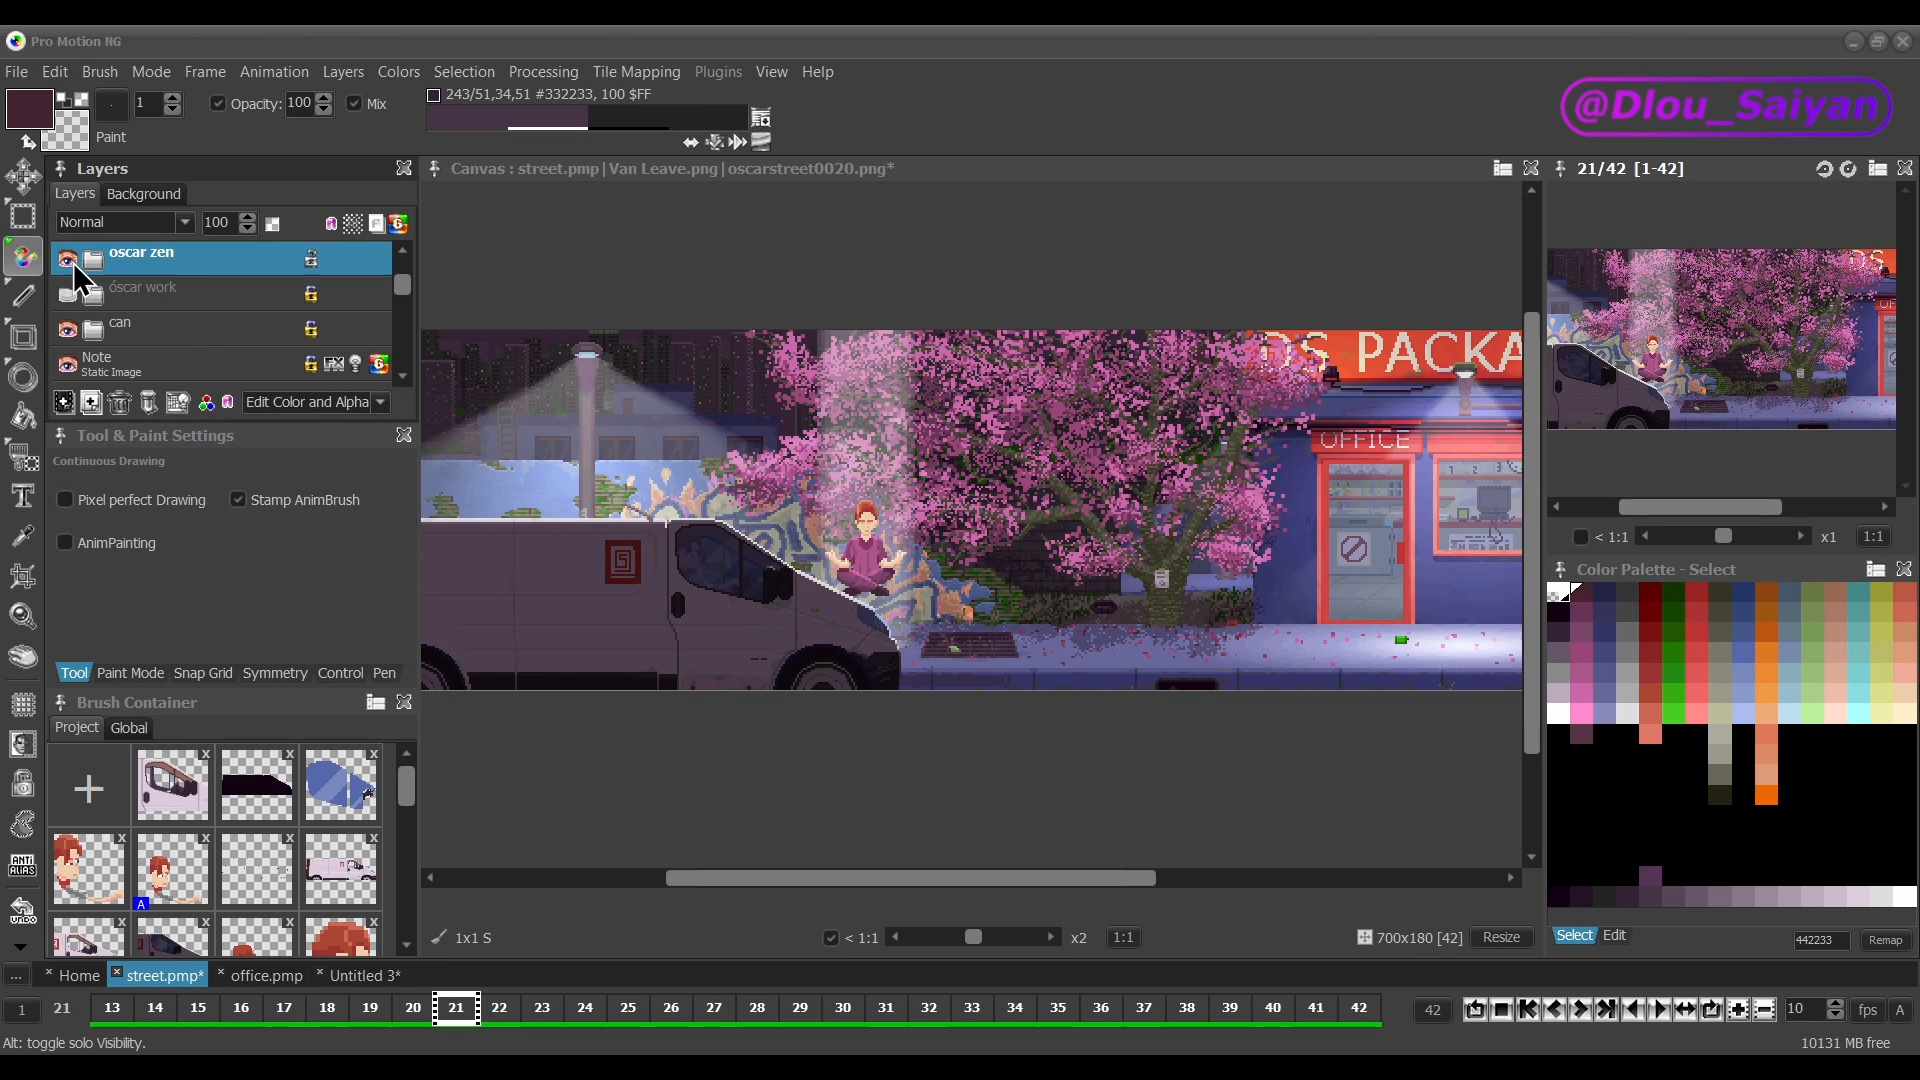 Pro Motion NG
File Edit Brush Mode Frame Animation Layers Colors Selection Processing Tile Mapping Plugins View Help
1 Opacity: 100 Mix
243/51,34,51 #332233, 100 $FF
@Dlou_Saiyan
Paint
Layers
Canvas : street.pmp | Van Leave.png | oscarstreet0020.png*
21/42 [1-42]
Layers Background
Normal 100
oscar zen
óscar work
can
Note
Static Image
FX
Edit Color and Alpha
DS PACKA
OFFICE
Tool & Paint Settings
Continuous Drawing
Pixel perfect Drawing Stamp AnimBrush
AnimPainting
Tool Paint Mode Snap Grid Symmetry Control Pen
< 1:1 x1 1:1
Color Palette - Select
Brush Container
Project Global
ANTI
ALIAS
UNDO
A
1x1 S
< 1:1 x2 1:1
700x180 [42] Resize
Select Edit 442233 Remap
... × Home × street.pmp* × office.pmp × Untitled 3*
1 21 13 14 15 16 17 18 19 20 21 22 23 24 25 26 27 28 29 30 31 32 33 34 35 36 37 38 39 40 41 42 42 10 fps A
Alt: toggle solo Visibility.
10131 MB free